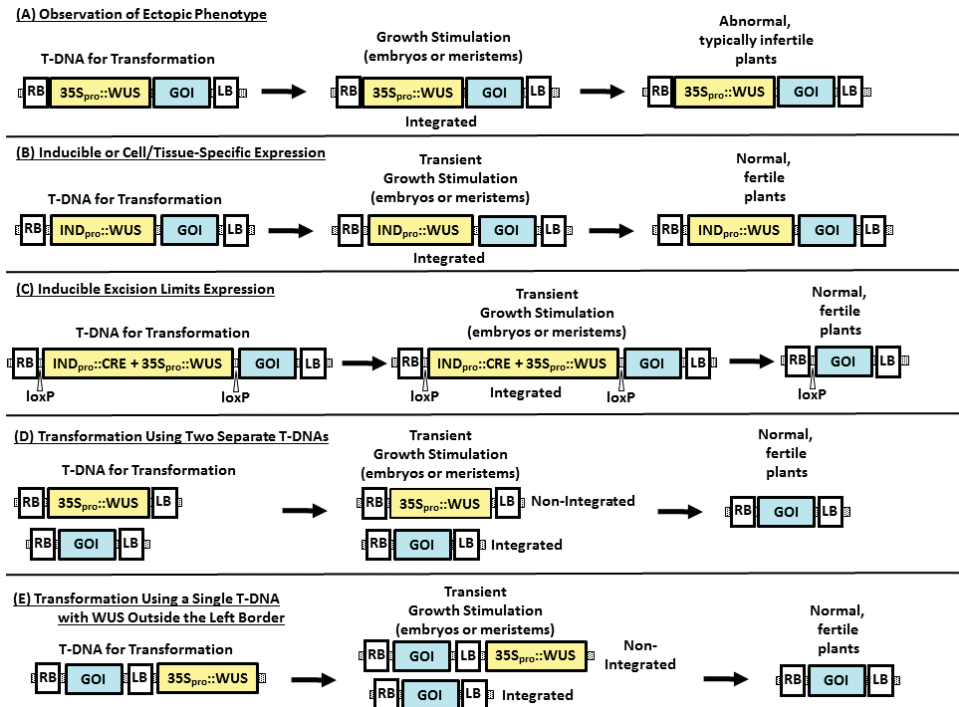 (A) Observation of Ectopic Phenotype
T-DNA for Transformation
RB 35Spro::WUS GOI LB
Growth Stimulation
(embryos or meristems)
RB 35Spro::WUS GOI LB
Integrated
Abnormal,
typically infertile
plants
RB 35Spro::WUS GOI LB
(B) Inducible or Cell/Tissue-Specific Expression
T-DNA for Transformation
RB INDpro::WUS GOI LB
Transient
Growth Stimulation
(embryos or meristems)
RB INDpro::WUS GOI LB
Integrated
Normal,
fertile
plants
RB INDpro::WUS GOI LB
(C) Inducible Excision Limits Expression
T-DNA for Transformation
RB INDpro::CRE + 35Spro::WUS GOI LB
loxP loxP
Transient
Growth Stimulation
(embryos or meristems)
RB INDpro::CRE + 35Spro::WUS GOI LB
Integrated
loxP loxP
Normal,
fertile
plants
RB GOI LB
loxP
(D) Transformation Using Two Separate T-DNAs
T-DNA for Transformation
RB 35Spro::WUS LB
RB GOI LB
Transient
Growth Stimulation
(embryos or meristems)
RB 35Spro::WUS LB Non-Integrated
RB GOI LB Integrated
Normal,
fertile
plants
RB GOI LB
(E) Transformation Using a Single T-DNA
with WUS Outside the Left Border
T-DNA for Transformation
RB GOI LB 35Spro::WUS
Transient
Growth Stimulation
(embryos or meristems)
RB GOI LB 35Spro::WUS
Non-
Integrated
RB GOI LB Integrated
Normal,
fertile
plants
RB GOI LB